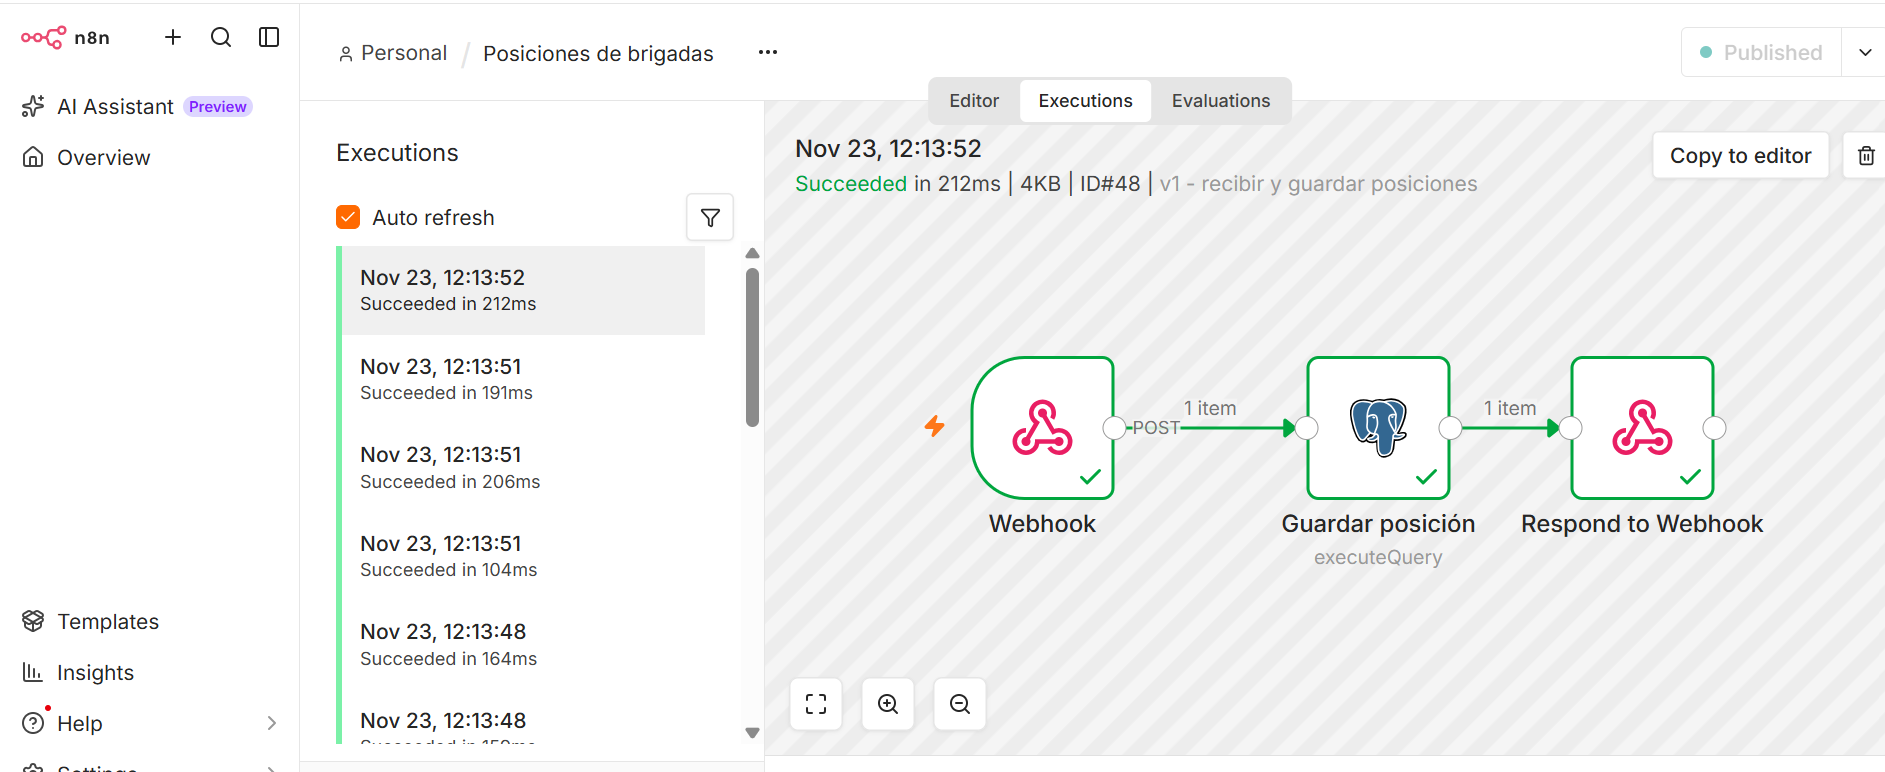 n8n
AI Assistant Preview
Overview
Templates
Insights
Help
Settings
Personal / Posiciones de brigadas
Published
Editor Executions Evaluations
Executions
Auto refresh
Nov 23, 12:13:52
Succeeded in 212ms
Nov 23, 12:13:51
Succeeded in 191ms
Nov 23, 12:13:51
Succeeded in 206ms
Nov 23, 12:13:51
Succeeded in 104ms
Nov 23, 12:13:48
Succeeded in 164ms
Nov 23, 12:13:48
Nov 23, 12:13:52
Succeeded in 212ms | 4KB | ID#48 | v1 - recibir y guardar posiciones
Copy to editor
POST
1 item
1 item
Webhook
Guardar posición
executeQuery
Respond to Webhook